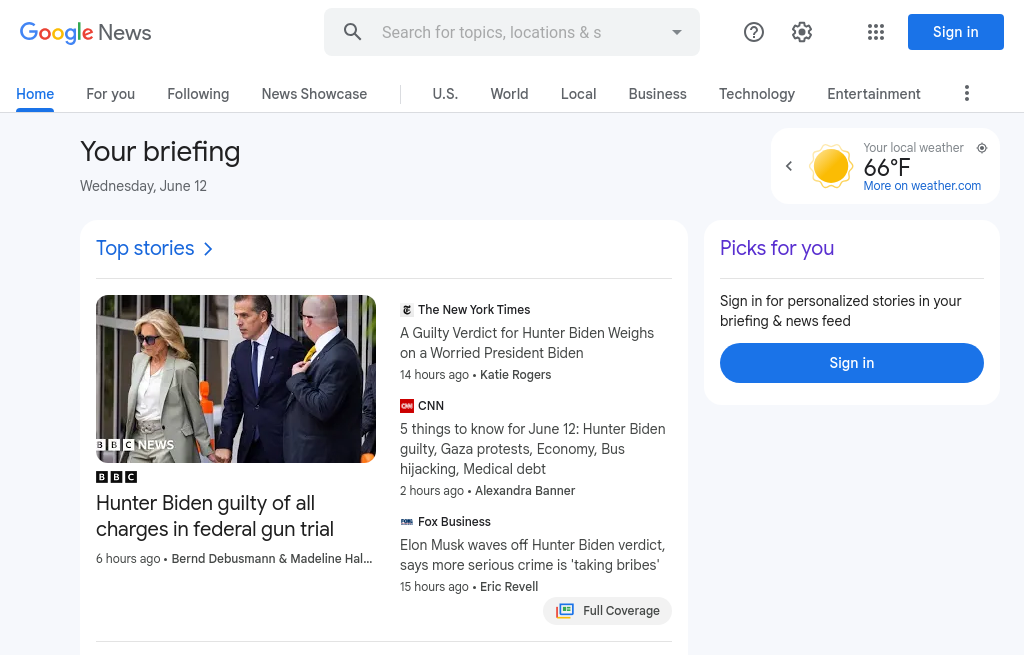 Google News
Search for topics, locations & s
Sign in
Home
For you
Following
News Showcase
U.S.
World
Local
Business
Technology
Entertainment
Your briefing
Wednesday, June 12
Your local weather
66°F
More on weather.com
Top stories
BBC NEWS
BBC
Hunter Biden guilty of all
charges in federal gun trial
6 hours ago • Bernd Debusmann & Madeline Hal...
The New York Times
A Guilty Verdict for Hunter Biden Weighs
on a Worried President Biden
14 hours ago • Katie Rogers
CNN
CNN
5 things to know for June 12: Hunter Biden
guilty, Gaza protests, Economy, Bus
hijacking, Medical debt
2 hours ago • Alexandra Banner
Fox Business
Elon Musk waves off Hunter Biden verdict,
says more serious crime is 'taking bribes'
15 hours ago • Eric Revell
Full Coverage
Picks for you
Sign in for personalized stories in your
briefing & news feed
Sign in